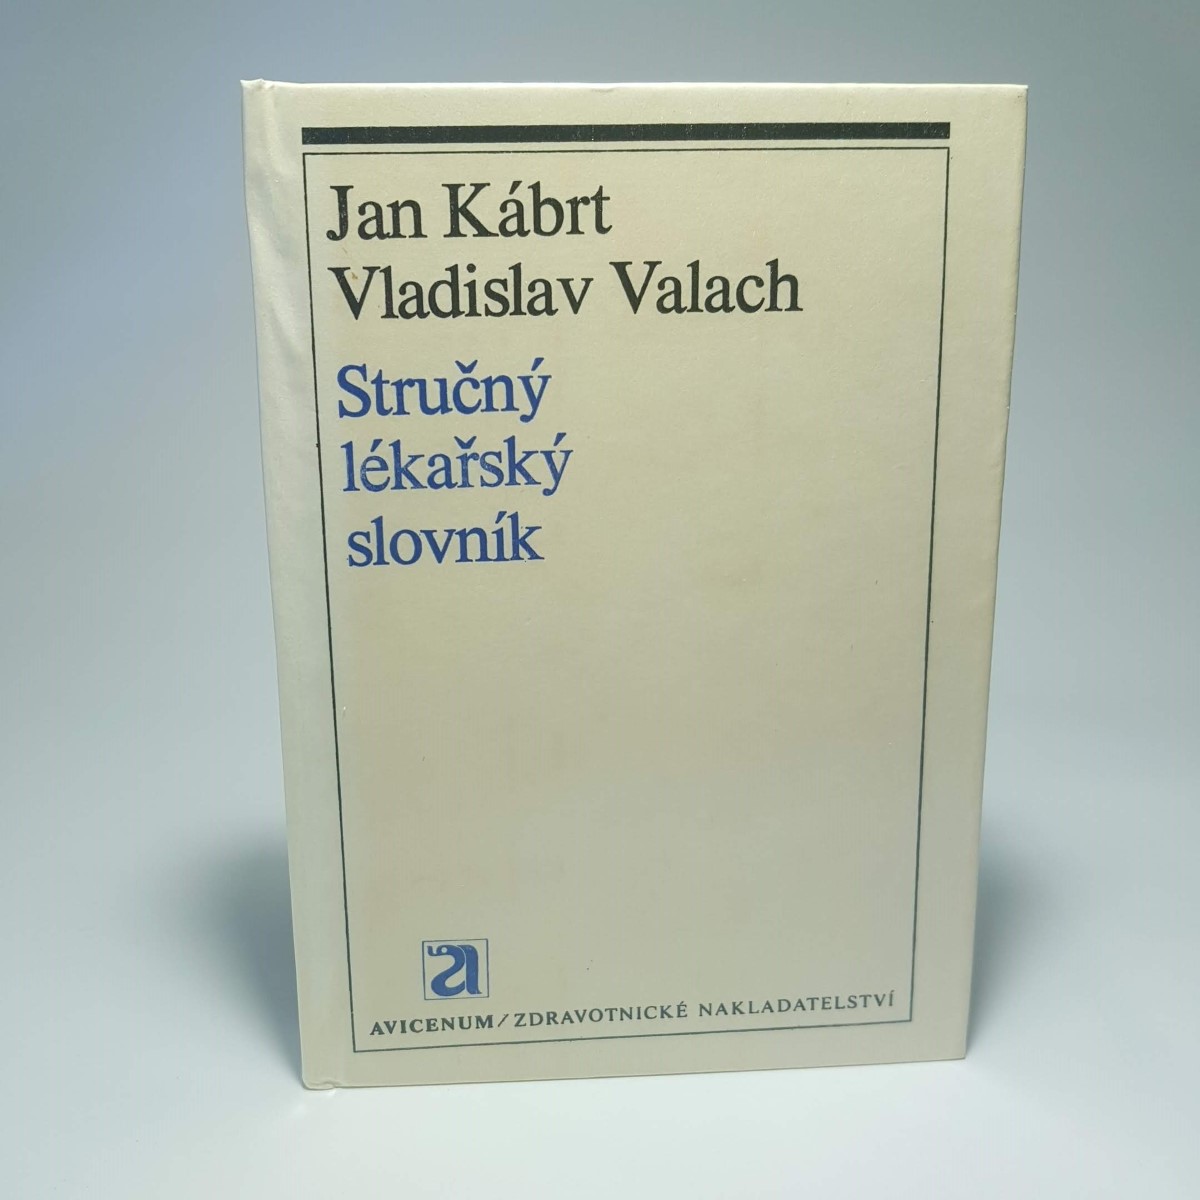 Jan Kábrt
Vladislav Valach
Stručný
lékařský
slovník
a
AVICENUM/ZDRAVOTNICKÉ NAKLADATELSTVÍ